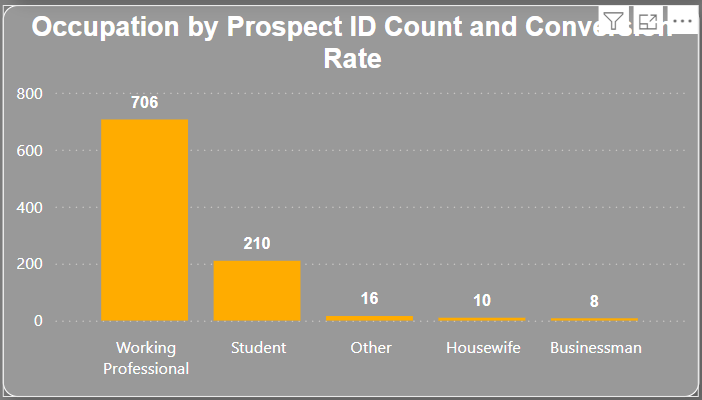 Occupation by Prospect ID Count and Conversion
Rate
800
600
400
200
0
706
210
16
10
8
Working
Professional
Student
Other
Housewife
Businessman